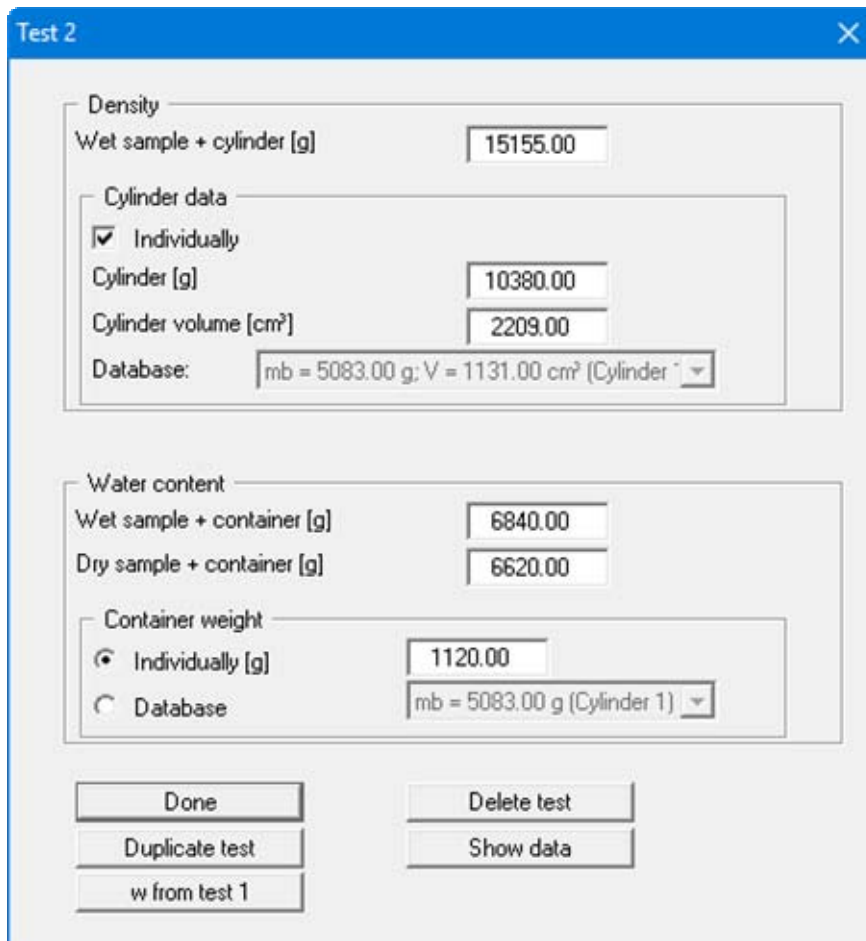 Test 2
Density
Wet sample + cylinder [g] 15155.00
Cylinder data
Individually
Cylinder [g] 10380.00
Cylinder volume [cm³] 2209.00
Database: mb = 5083.00 g; V = 1131.00 cm³ (Cylinder
Water content
Wet sample + container [g] 6840.00
Dry sample + container [g] 6620.00
Container weight
Individually [g] 1120.00
Database mb = 5083.00 g (Cylinder 1)
Done Delete test
Duplicate test Show data
w from test 1